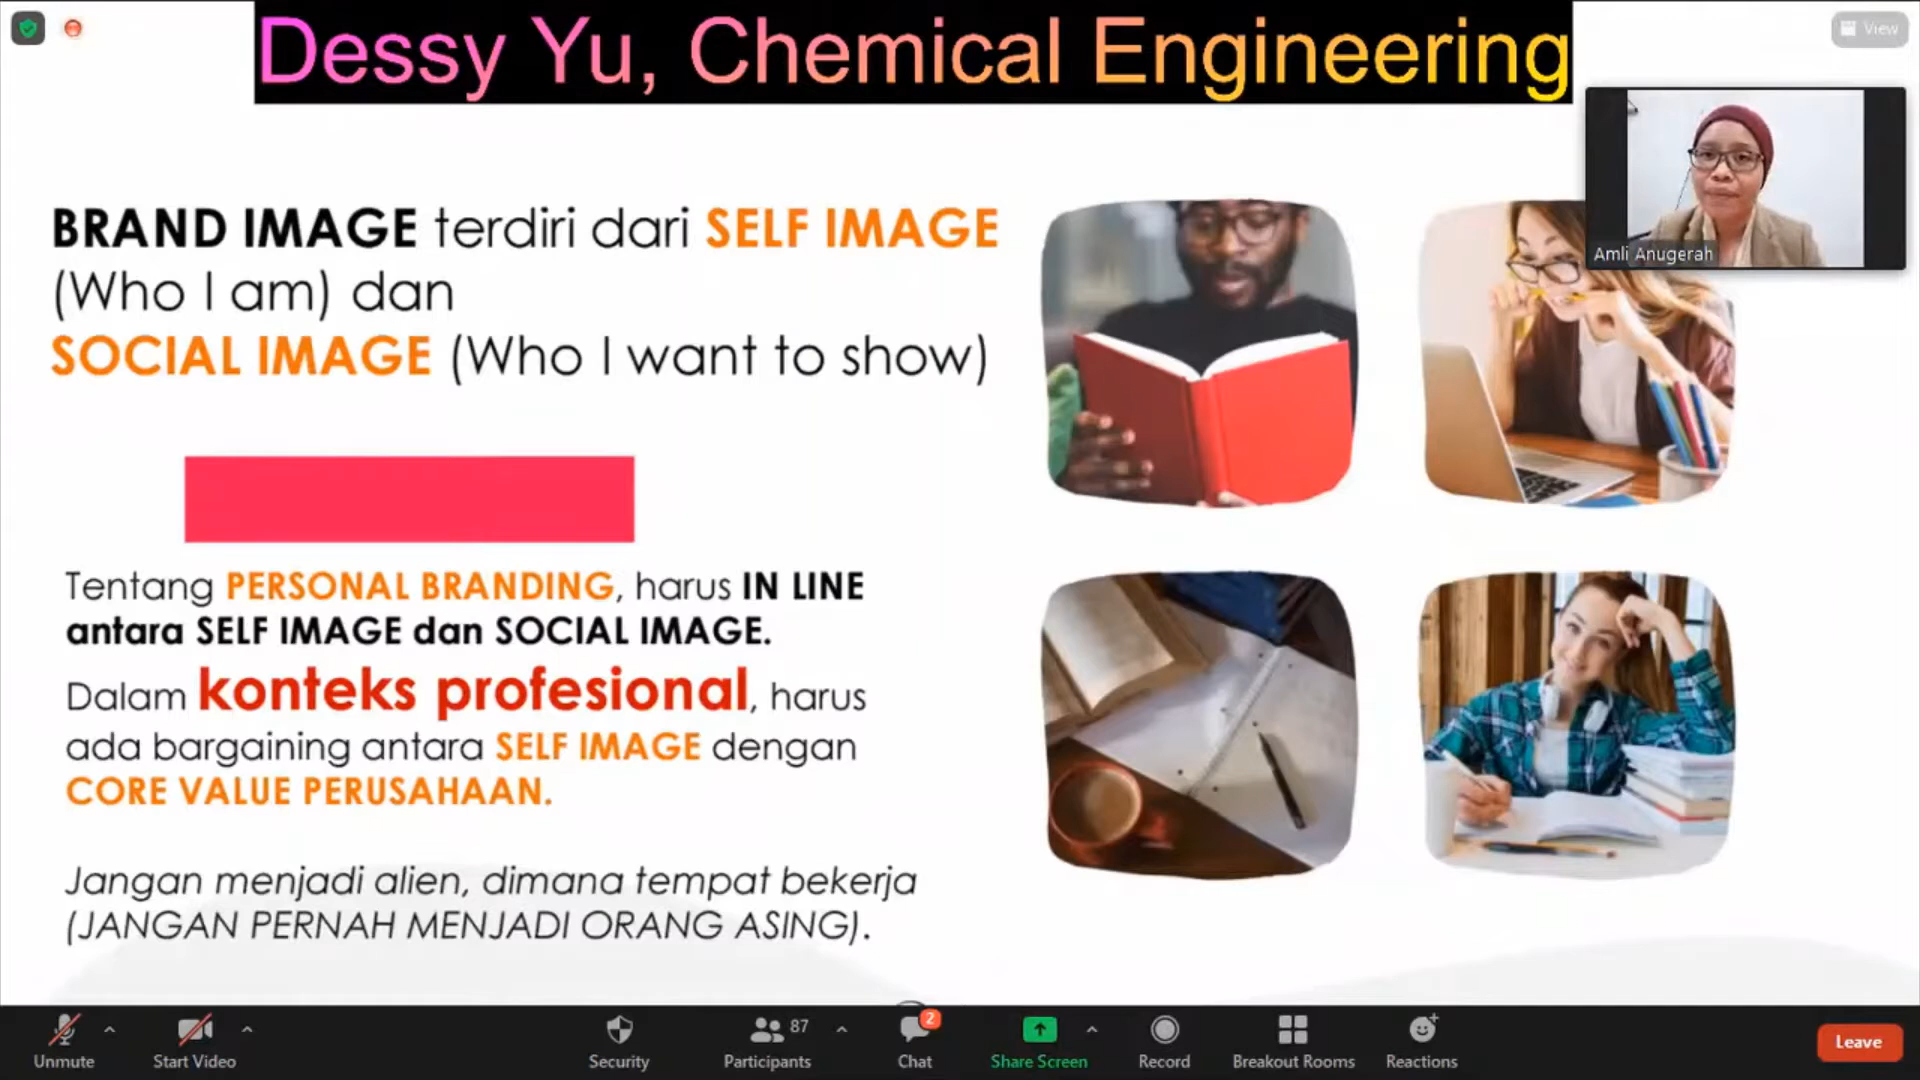 Dessy Yu, Chemical Engineering
View
Amli Anugerah
BRAND IMAGE terdiri dari SELF IMAGE
(Who I am) dan
SOCIAL IMAGE (Who I want to show)
Tentang PERSONAL BRANDING, harus IN LINE
antara SELF IMAGE dan SOCIAL IMAGE.
Dalam konteks profesional, harus
ada bargaining antara SELF IMAGE dengan
CORE VALUE PERUSAHAAN.
Jangan menjadi alien, dimana tempat bekerja
(JANGAN PERNAH MENJADI ORANG ASING).
Unmute
Start Video
Security
87
Participants
2
Chat
Share Screen
Record
Breakout Rooms
Reactions
Leave